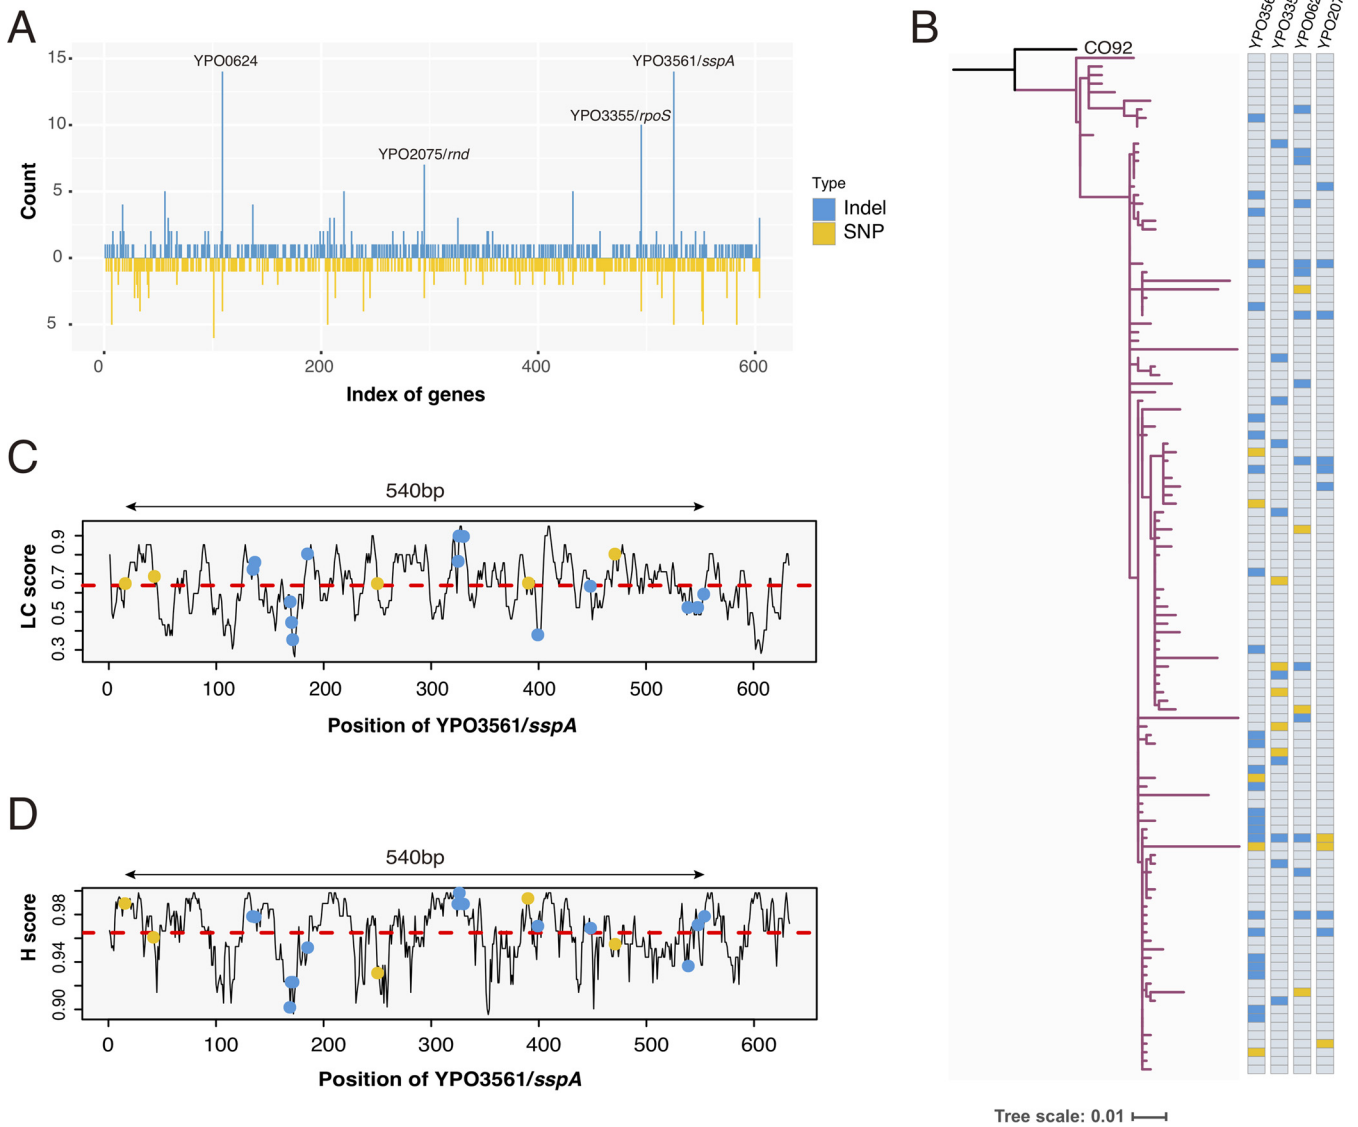 A
15
10
5
0
5
Count
0
200
400
600
Index of genes
YPO0624
YPO2075/rnd
YPO3355/rpoS
YPO3561/sspA
Type
Indel
SNP
B
CO92
Tree scale: 0.01
C
540bp
LC score
0.9
0.7
0.5
0.3
0
100
200
300
400
500
600
Position of YPO3561/sspA
D
540bp
H score
0.98
0.94
0.90
0
100
200
300
400
500
600
Position of YPO3561/sspA